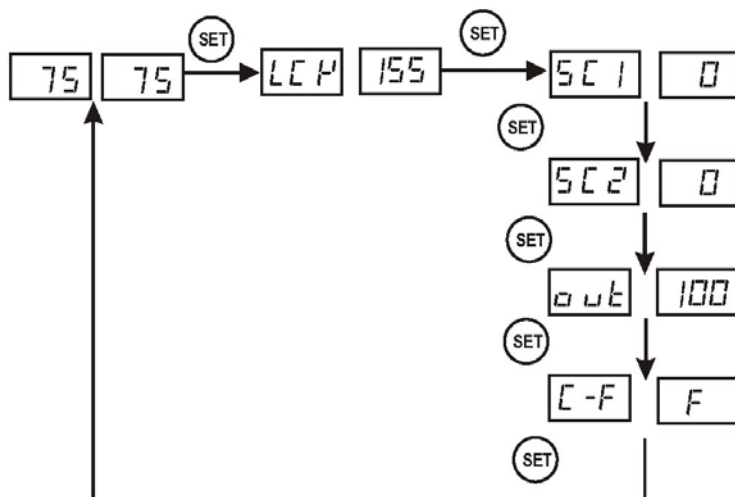 SET SET
75 75 LCK 155 SC1 0
SET
SC2 0
SET
out 100
SET
C-F F
SET